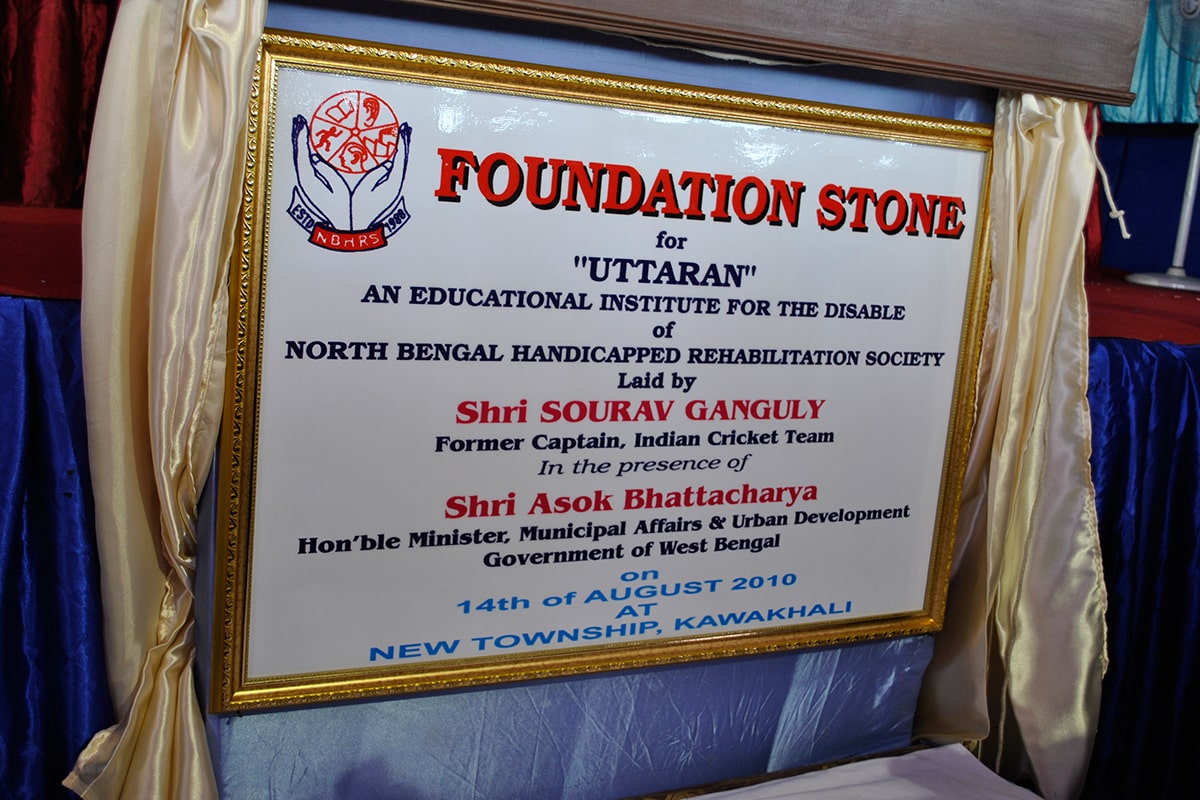 ESTD 1988
NBHRS
FOUNDATION STONE
for
"UTTARAN"
AN EDUCATIONAL INSTITUTE FOR THE DISABLE
of
NORTH BENGAL HANDICAPPED REHABILITATION SOCIETY
Laid by
Shri SOURAV GANGULY
Former Captain, Indian Cricket Team
In the presence of
Shri Asok Bhattacharya
Hon'ble Minister, Municipal Affairs & Urban Development
Government of West Bengal
on
14th of AUGUST 2010
AT
NEW TOWNSHIP, KAWAKHALI